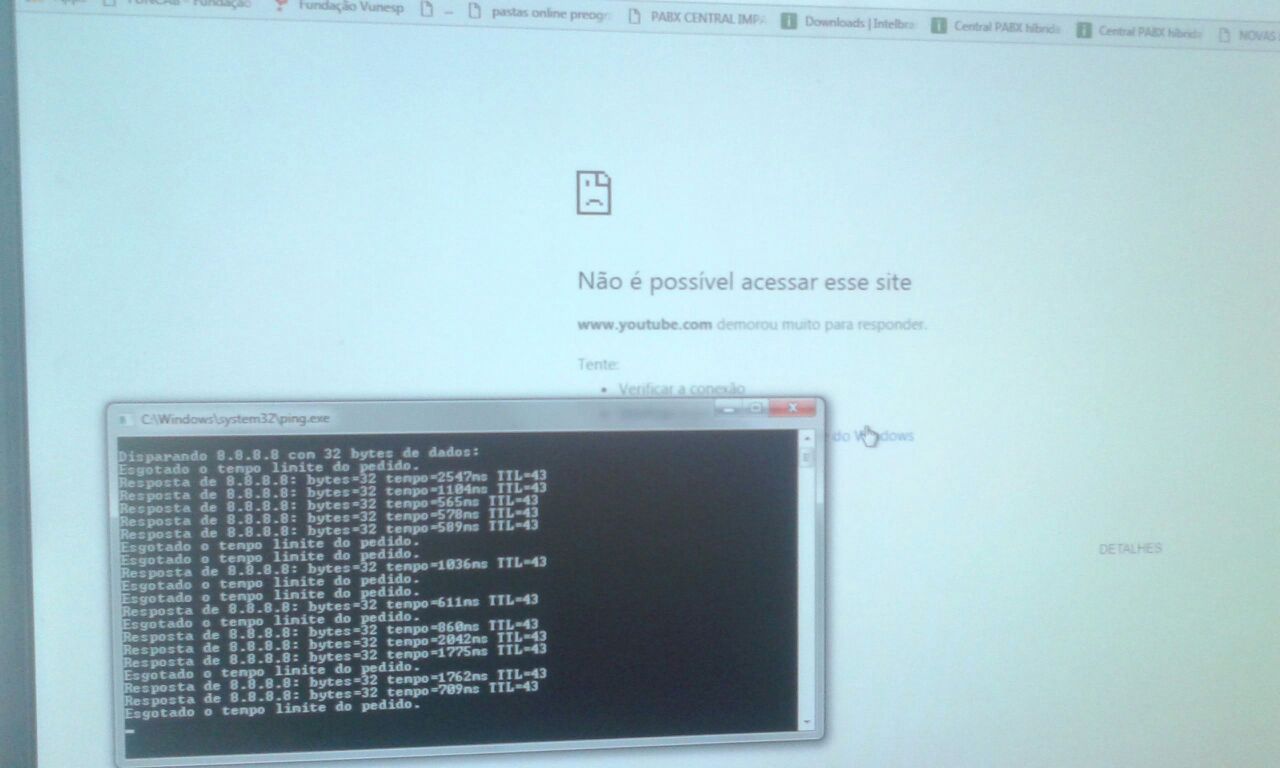 Fundação Vunesp
pastas online preogr
PABX CENTRAL IMPA
Downloads | Intelbra
Central PABX híbrida
Central PABX híbrida
NOVAS
Não é possível acessar esse site
www.youtube.com demorou muito para responder.
Tente:
• Verificar a conexão
do Windows
DETALHES
C:\Windows\system32\ping.exe
Disparando 8.8.8.8 com 32 bytes de dados:
Esgotado o tempo limite do pedido.
Resposta de 8.8.8.8: bytes=32 tempo=2547ms TTL=43
Resposta de 8.8.8.8: bytes=32 tempo=1104ms TTL=43
Resposta de 8.8.8.8: bytes=32 tempo=565ms TTL=43
Resposta de 8.8.8.8: bytes=32 tempo=578ms TTL=43
Resposta de 8.8.8.8: bytes=32 tempo=589ms TTL=43
Esgotado o tempo limite do pedido.
Esgotado o tempo limite do pedido.
Resposta de 8.8.8.8: bytes=32 tempo=1036ms TTL=43
Esgotado o tempo limite do pedido.
Esgotado o tempo limite do pedido.
Resposta de 8.8.8.8: bytes=32 tempo=611ms TTL=43
Esgotado o tempo limite do pedido.
Resposta de 8.8.8.8: bytes=32 tempo=860ms TTL=43
Resposta de 8.8.8.8: bytes=32 tempo=2042ms TTL=43
Resposta de 8.8.8.8: bytes=32 tempo=1775ms TTL=43
Esgotado o tempo limite do pedido.
Resposta de 8.8.8.8: bytes=32 tempo=1762ms TTL=43
Resposta de 8.8.8.8: bytes=32 tempo=709ms TTL=43
Esgotado o tempo limite do pedido.